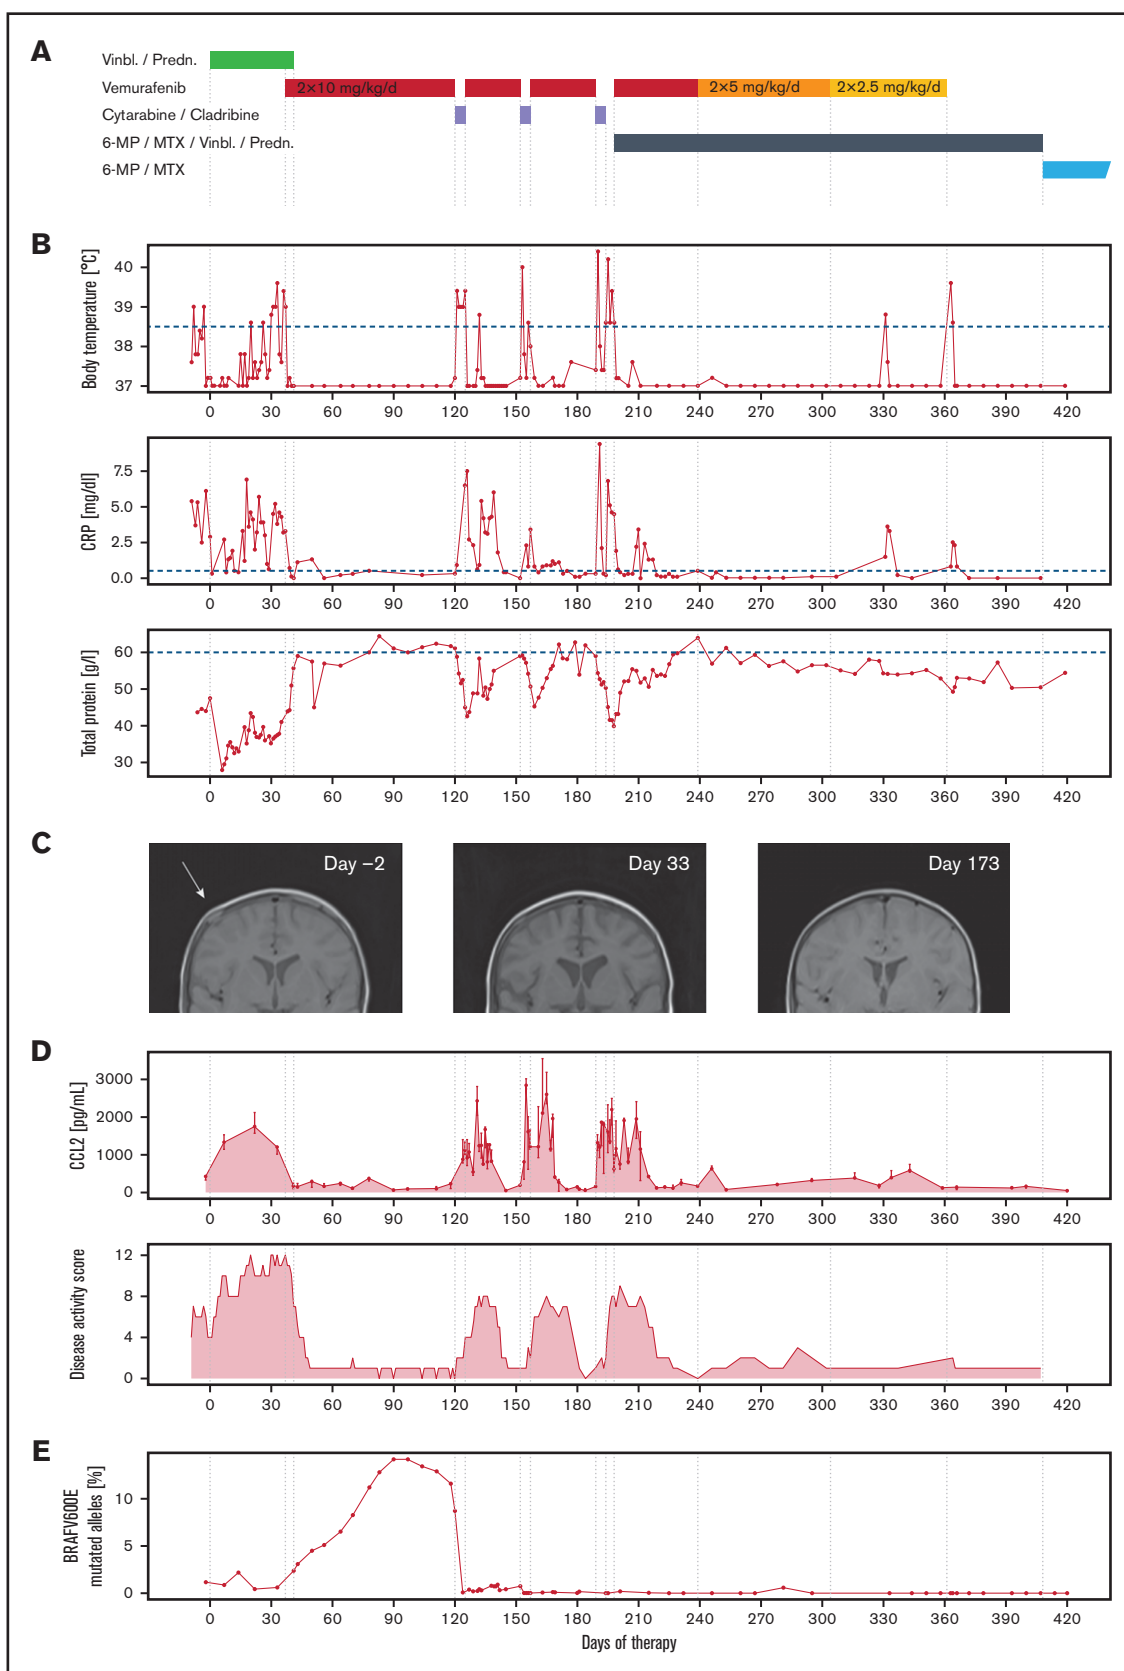 A
Vinbl. / Predn.
Vemurafenib
2×10 mg/kg/d
2×5 mg/kg/d
2×2.5 mg/kg/d
Cytarabine / Cladribine
6-MP / MTX / Vinbl. / Predn.
6-MP / MTX
B
Body temperature [°C]
40
39
38
37
0 30 60 90 120 150 180 210 240 270 300 330 360 390 420
CRP [mg/dl]
7.5
5.0
2.5
0.0
0 30 60 90 120 150 180 210 240 270 300 330 360 390 420
Total protein [g/l]
60
50
40
30
0 30 60 90 120 150 180 210 240 270 300 330 360 390 420
C
Day −2
Day 33
Day 173
D
CCL2 [pg/mL]
3000
2000
1000
0
0 30 60 90 120 150 180 210 240 270 300 330 360 390 420
Disease activity score
12
8
4
0
0 30 60 90 120 150 180 210 240 270 300 330 360 390 420
E
BRAFV600E
mutated alleles [%]
10
5
0
0 30 60 90 120 150 180 210 240 270 300 330 360 390 420
Days of therapy